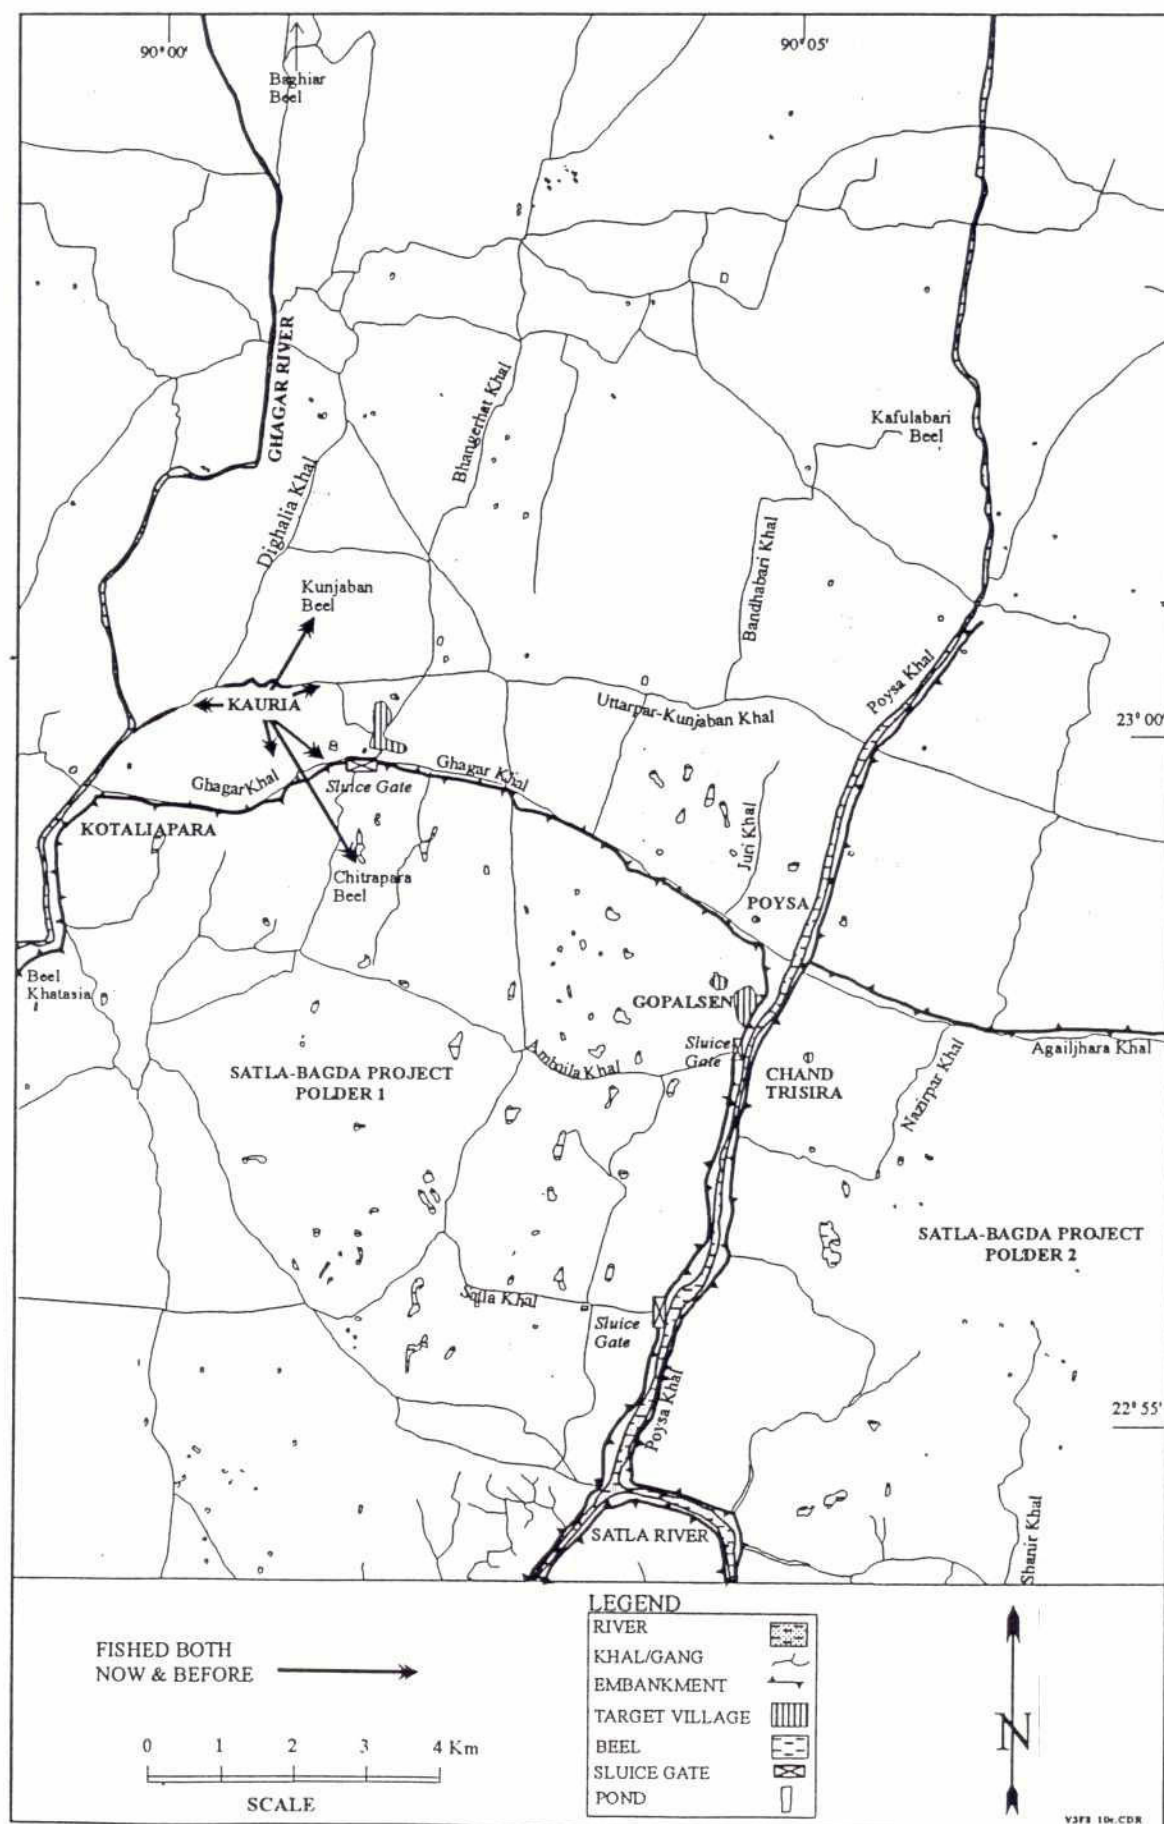 90° 00'
90° 05'
Baghiar
Beel
GHAGAR RIVER
Bhangerhat Khal
Kafulabari
Beel
Dighalia Khal
Bandhabari Khal
Kunjaban
Beel
Poysa Khal
KAURIA
Uttarpar-Kunjaban Khal
23° 00'
Ghagar Khal
Ghagar Khal
Sluice Gate
KOTALIAPARA
Juri Khal
Chitrapara
Beel
POYSA
Beel
Khatasia
GOPALSEN
Sluice
Gate
Amboila Khal
Agailjhara Khal
SATLA-BAGDA PROJECT
POLDER 1
CHAND
TRISIRA
Nazirpar Khal
SATLA-BAGDA PROJECT
POLDER 2
Khal
Sluice
Gate
Poysa Khal
22° 55'
SATLA RIVER
Shanir Khal
FISHED BOTH
NOW & BEFORE
0 1 2 3 4 Km
SCALE
LEGEND
RIVER
KHAL/GANG
EMBANKMENT
TARGET VILLAGE
BEEL
SLUICE GATE
POND
N